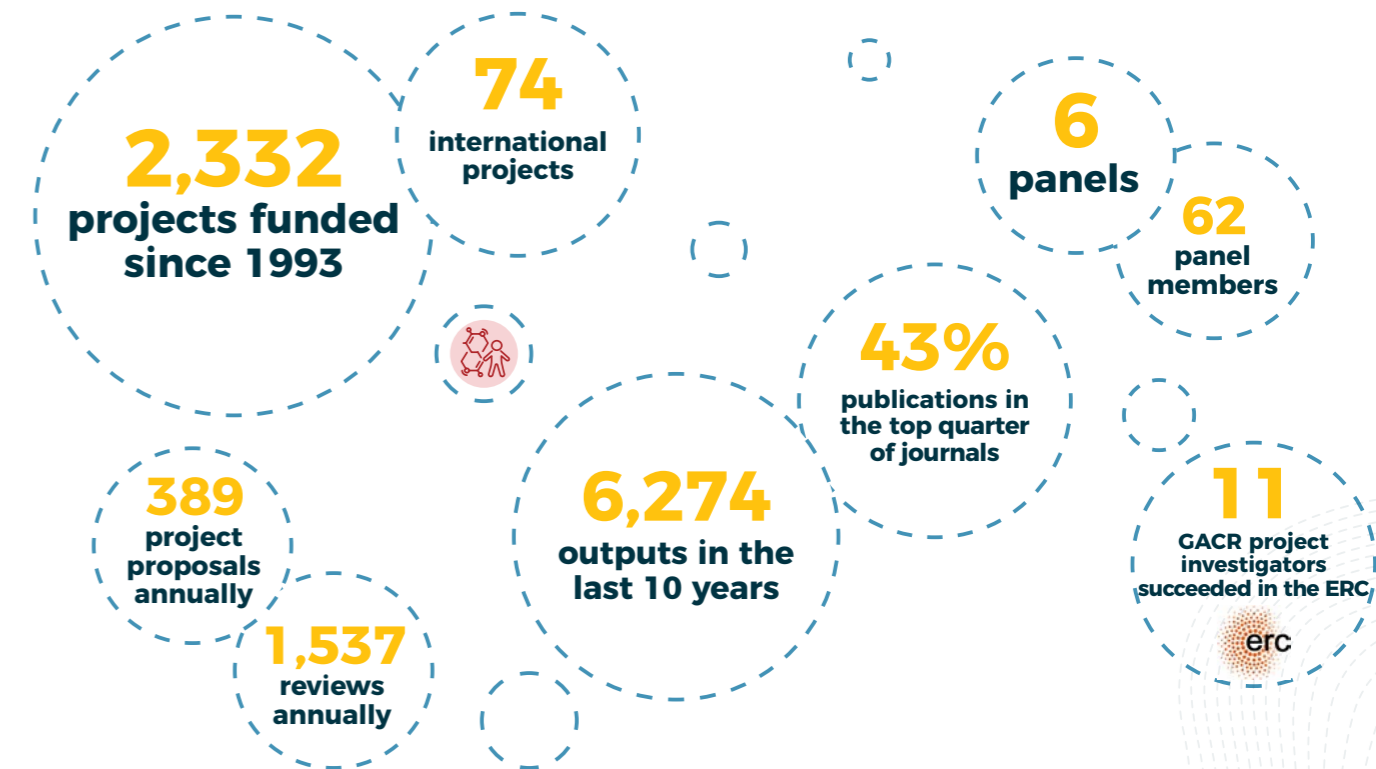 2,332
projects funded
since 1993
74
international
projects
6
panels
62
panel
members
43%
publications in
the top quarter
of journals
389
project
proposals
annually
1,537
reviews
annually
6,274
outputs in the
last 10 years
11
GACR project
investigators
succeeded in the ERC
erc